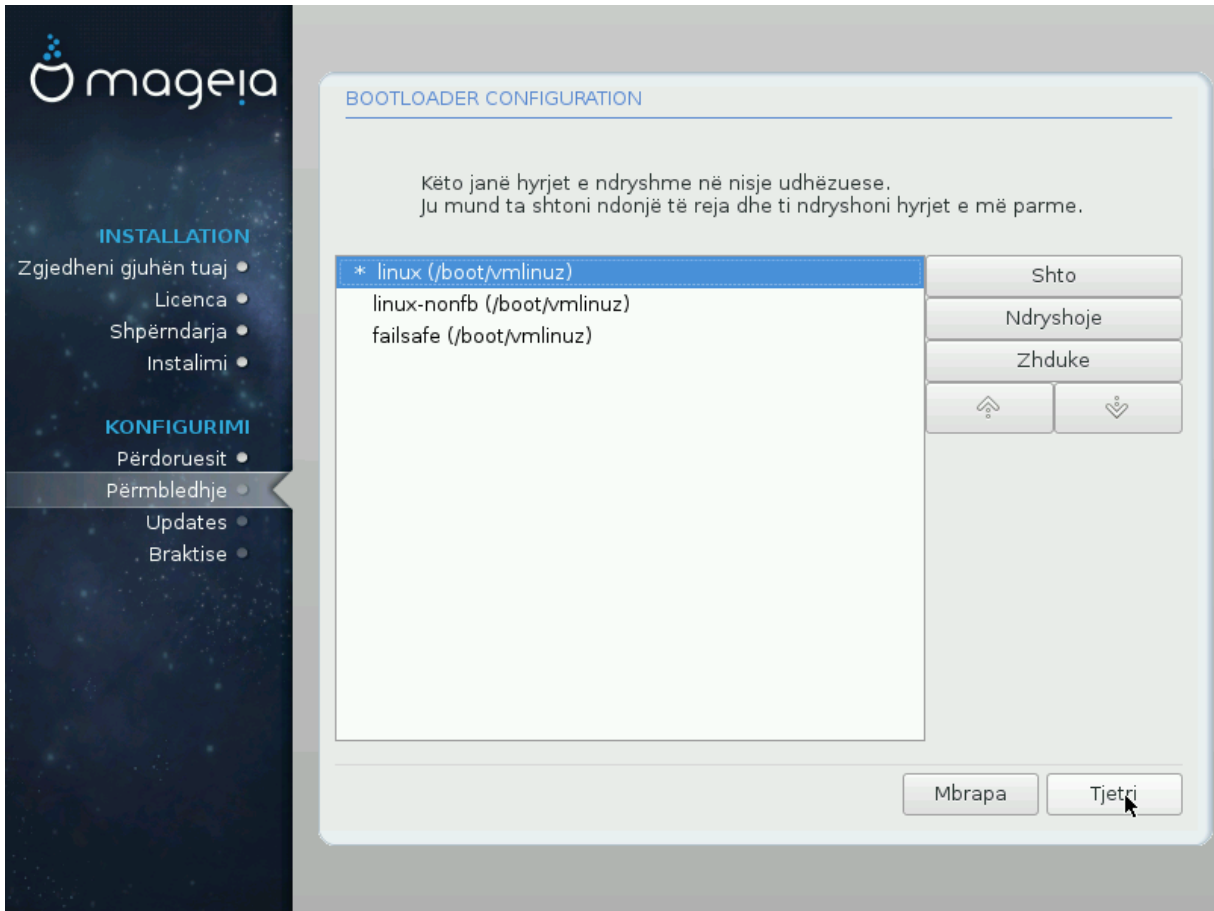 mageia
INSTALLATION
Zgjedheni gjuhën tuaj
Licenca
Shpërndarja
Instalimi
KONFIGURIMI
Përdoruesit
Përmbledhje
Updates
Braktise
BOOTLOADER CONFIGURATION
Këto janë hyrjet e ndryshme në nisje udhëzuese.
Ju mund ta shtoni ndonjë të reja dhe ti ndryshoni hyrjet e më parme.
* linux (/boot/vmlinuz)
linux-nonfb (/boot/vmlinuz)
failsafe (/boot/vmlinuz)
Shto
Ndryshoje
Zhduke
Mbrapa
Tjetri